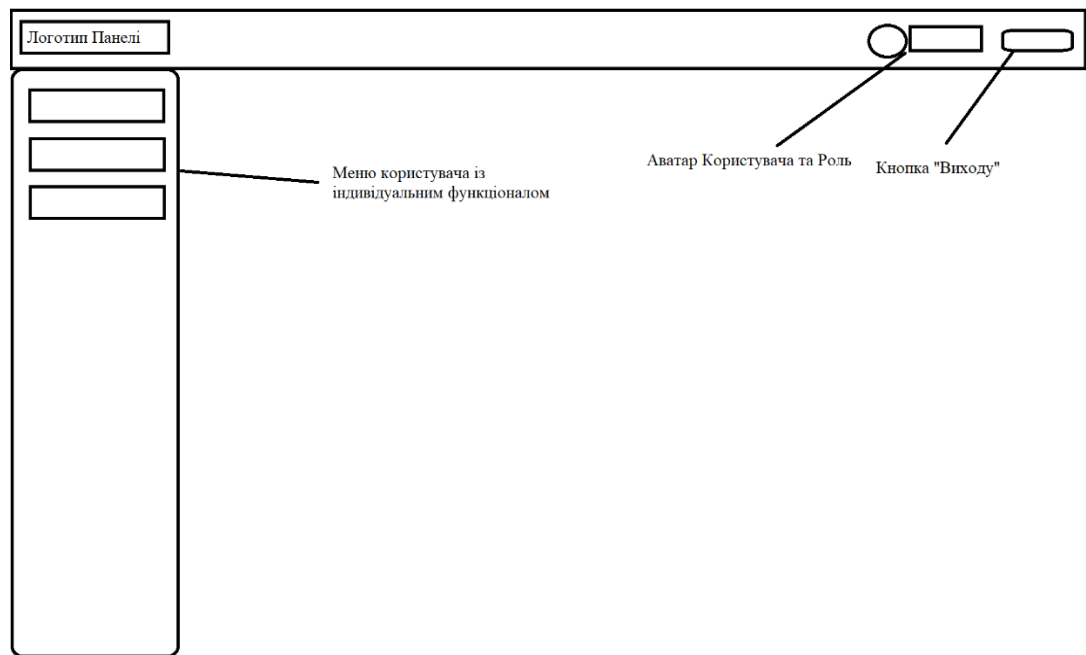 Логотип Панелі
Аватар Користувача та Роль
Кнопка "Виходу"
Меню користувача із
індивідуальним функціоналом